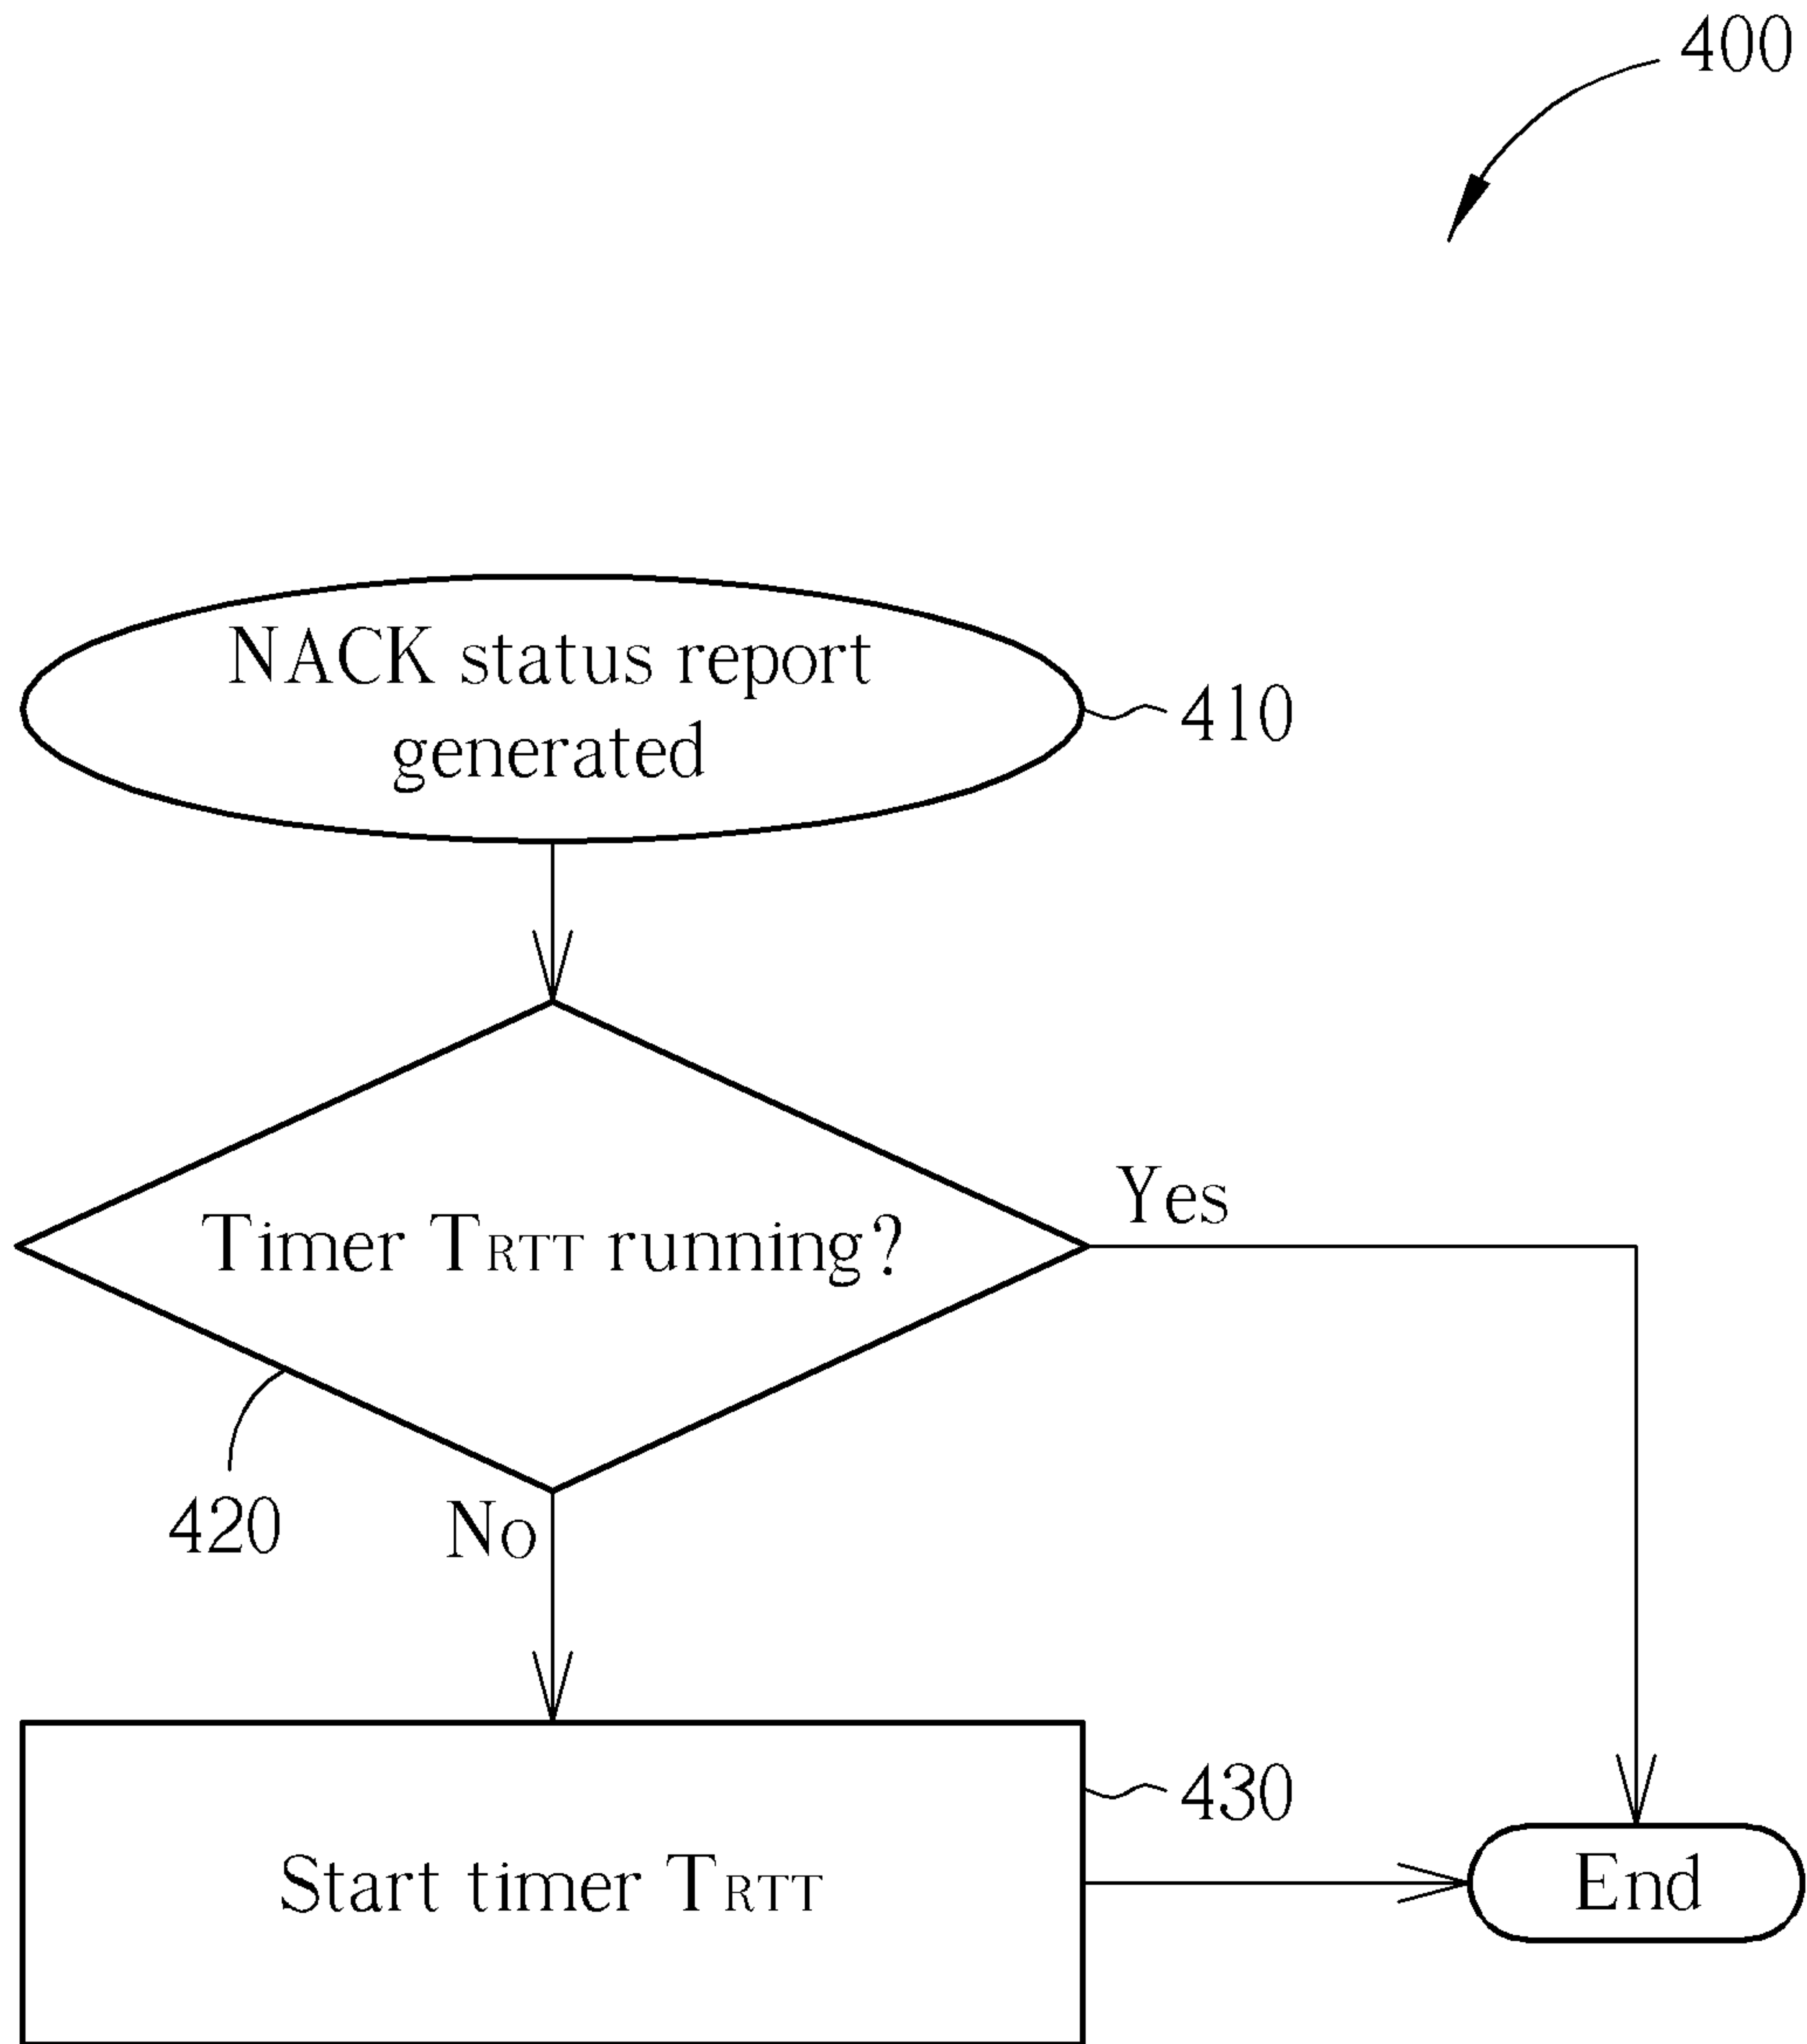 400
NACK status report
generated
410
Timer TRTT running?
Yes
420
No
430
Start timer TRTT
End